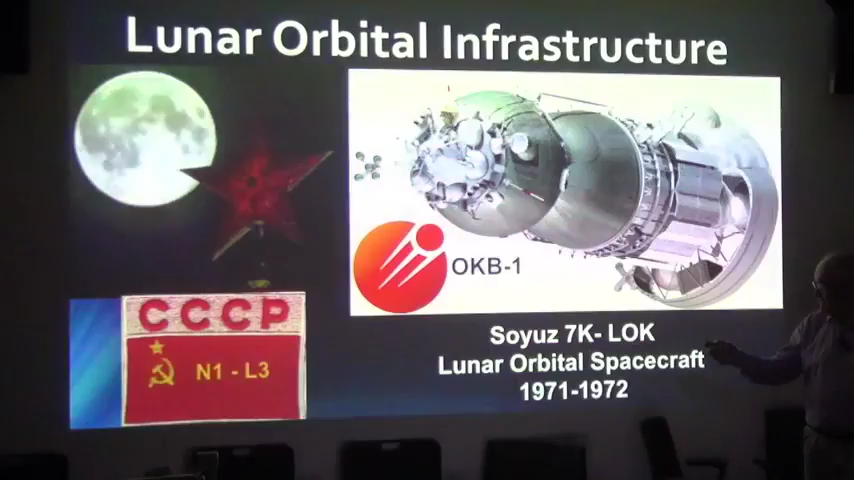 Lunar Orbital Infrastructure
OKB-1
СССР
N1 - L3
Soyuz 7K- LOK
Lunar Orbital Spacecraft
1971-1972